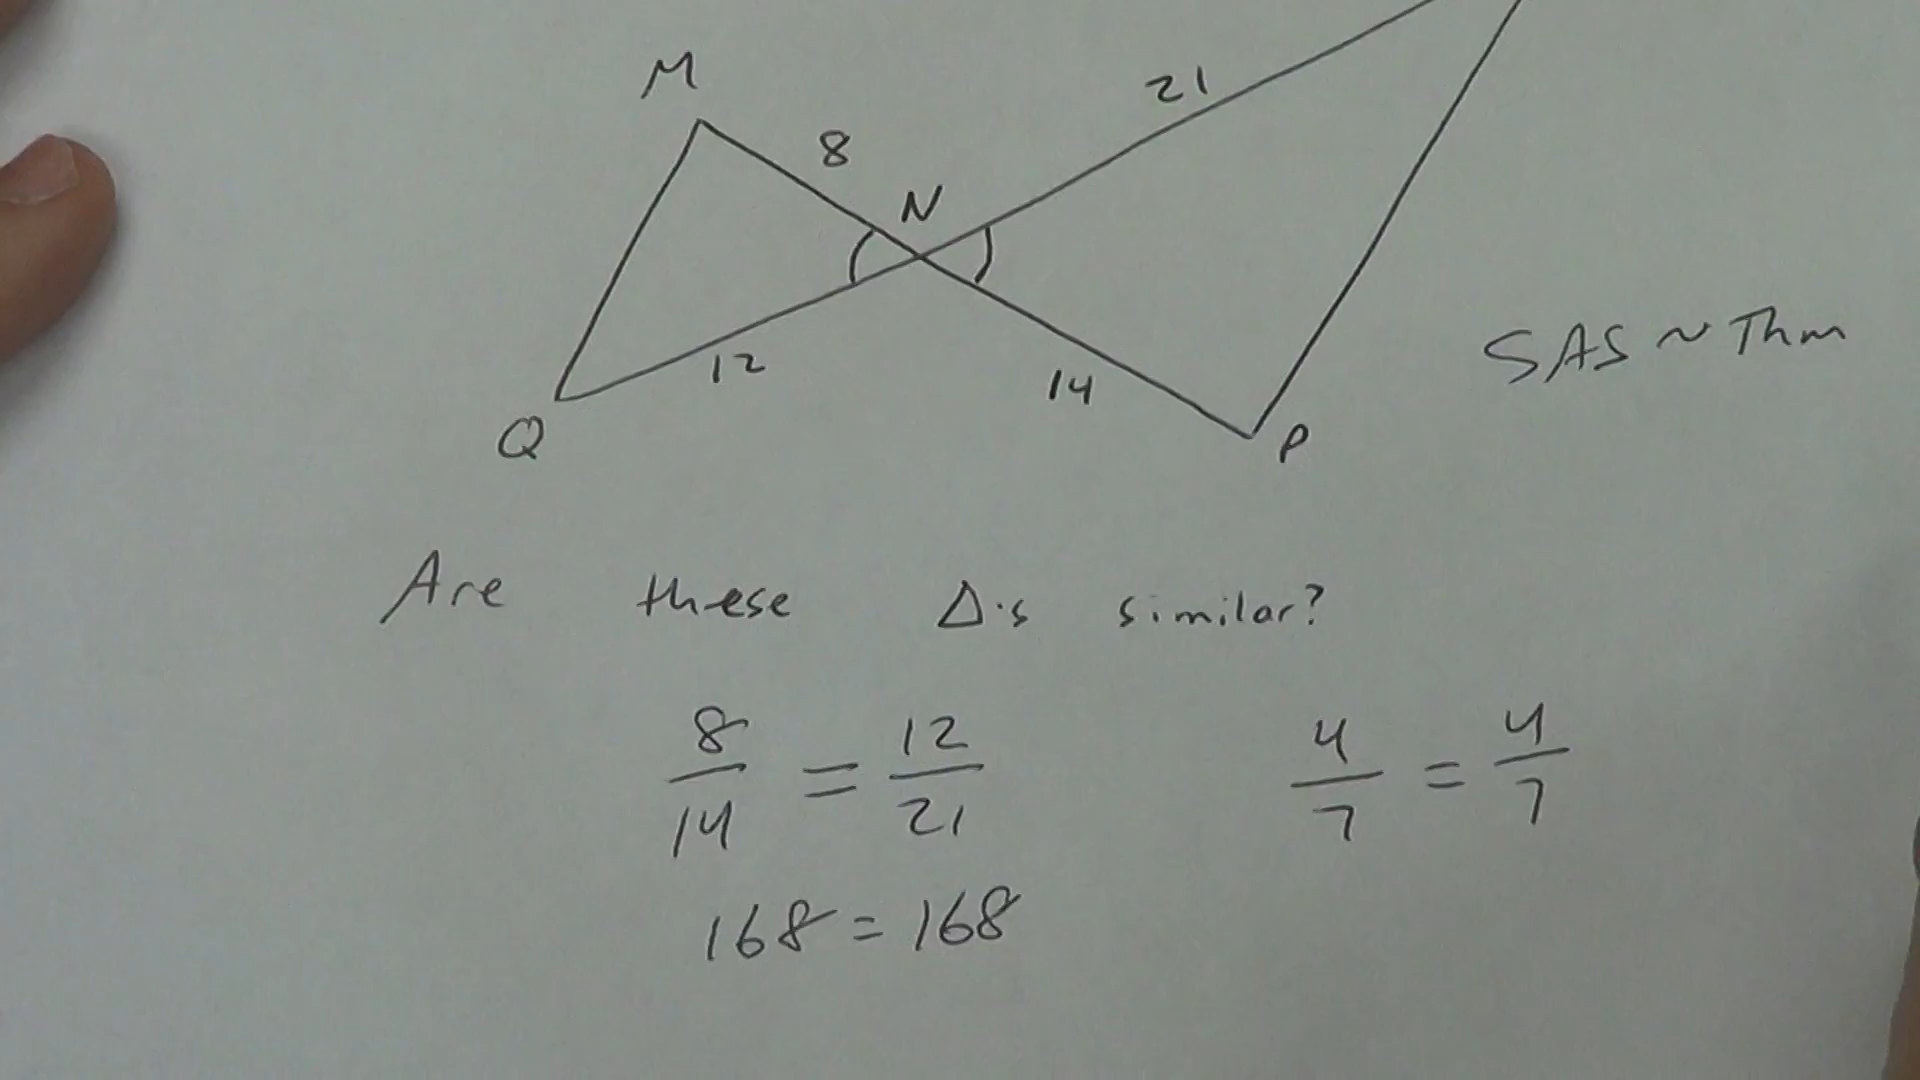 M
8
21
N
12
14
Q
P
SAS ~ Thm
Are these Δ's similar?
8/14 = 12/21
4/7 = 4/7
168 = 168